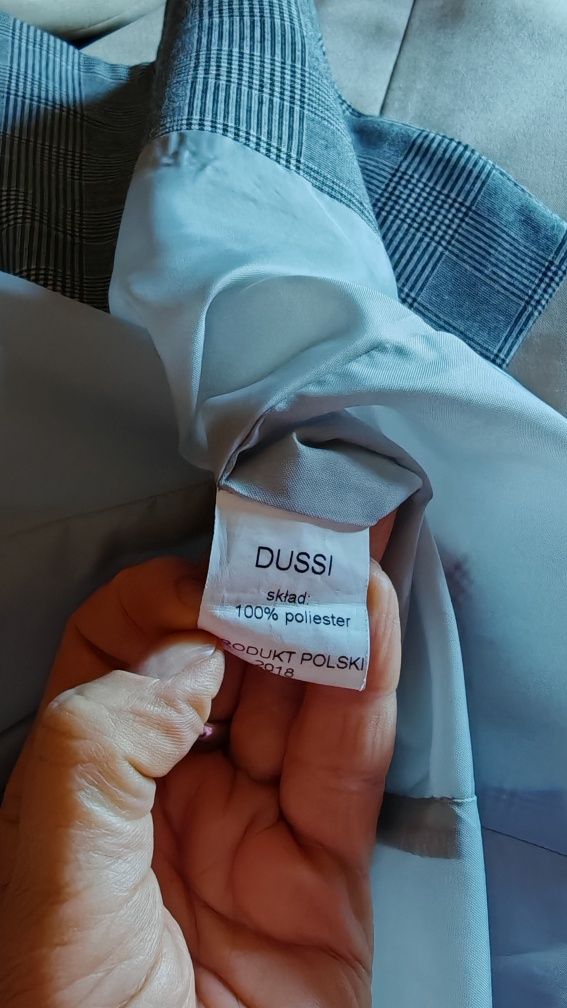 DUSSI
skład:
100% poliester
RODUKT POLSKI
2018